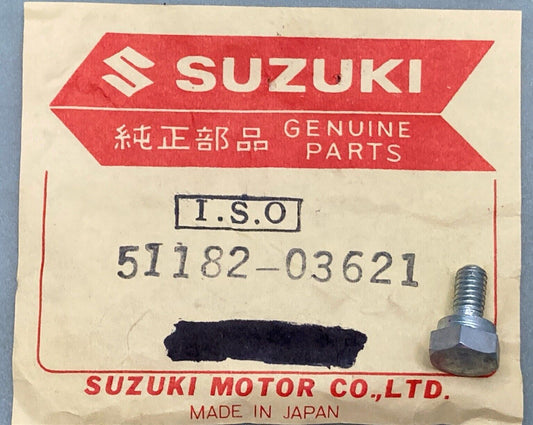 SUZUKI
純正部品 GENUINE PARTS
I.S.O
51182-03621
SUZUKI MOTOR CO.,LTD.
MADE IN JAPAN